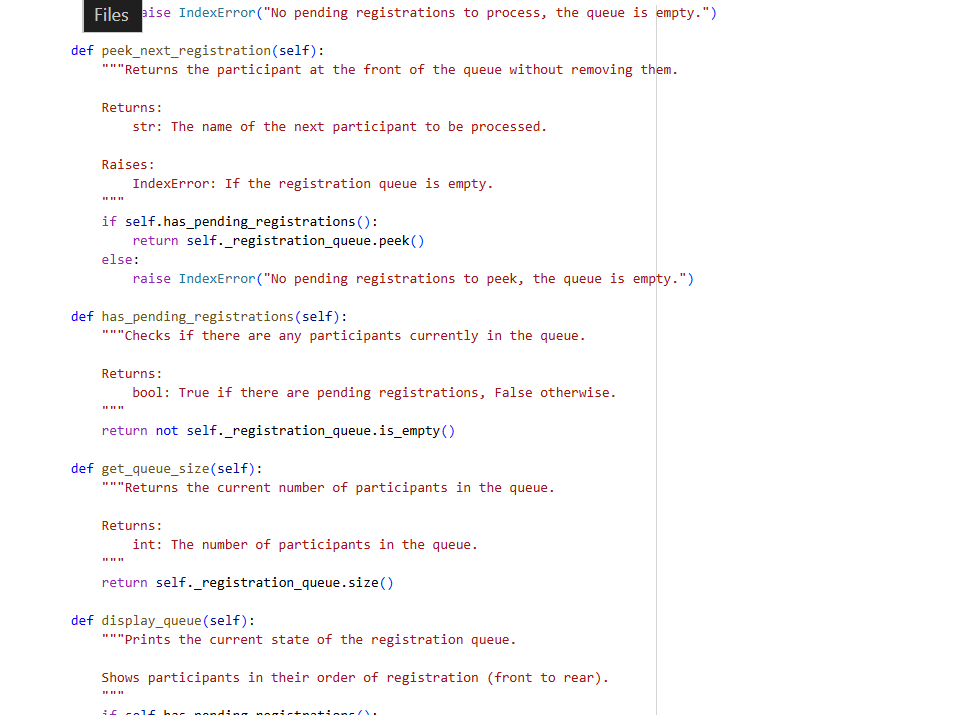 Files
aise IndexError("No pending registrations to process, the queue is empty.")
def peek_next_registration(self):
"""Returns the participant at the front of the queue without removing them.
Returns:
str: The name of the next participant to be processed.
Raises:
IndexError: If the registration queue is empty.
"""
if self.has_pending_registrations():
return self._registration_queue.peek()
else:
raise IndexError("No pending registrations to peek, the queue is empty.")
def has_pending_registrations(self):
"""Checks if there are any participants currently in the queue.
Returns:
bool: True if there are pending registrations, False otherwise.
"""
return not self._registration_queue.is_empty()
def get_queue_size(self):
"""Returns the current number of participants in the queue.
Returns:
int: The number of participants in the queue.
"""
return self._registration_queue.size()
def display_queue(self):
"""Prints the current state of the registration queue.
Shows participants in their order of registration (front to rear).
"""
if self.has_pending_registrations():